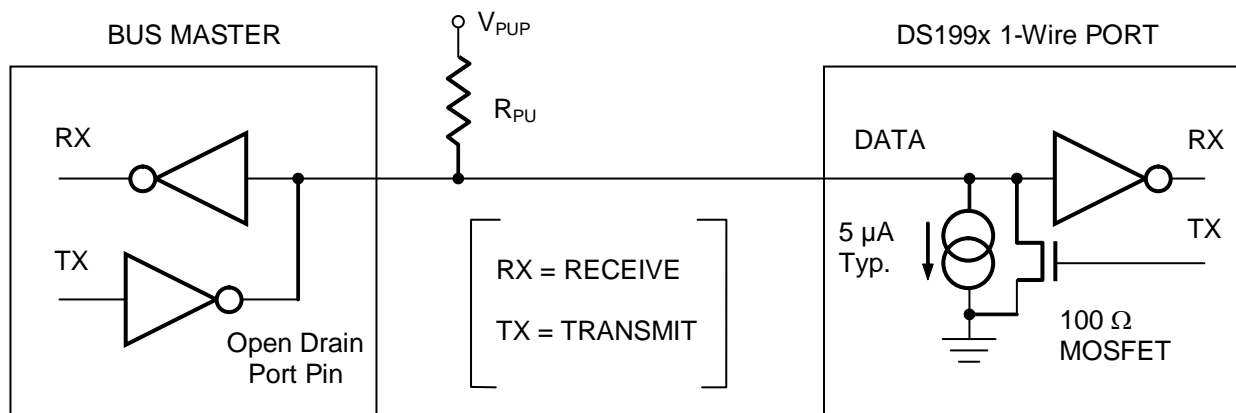 V_PUP
BUS MASTER
DS199x 1-Wire PORT
R_PU
RX
DATA
RX
TX
5 µA
Typ.
TX
RX = RECEIVE
TX = TRANSMIT
Open Drain
Port Pin
100 Ω
MOSFET